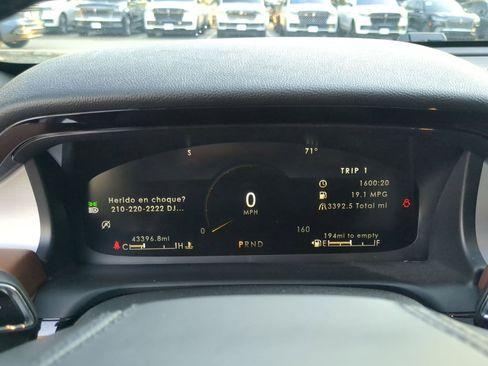 S
71°
TRIP 1
Herido en choque?
210-220-2222 DJ...
0
MPH
1600:20
19.1 MPG
3392.5 Total mi
0
160
43396.8mi
C H
PRND
194mi to empty
E F